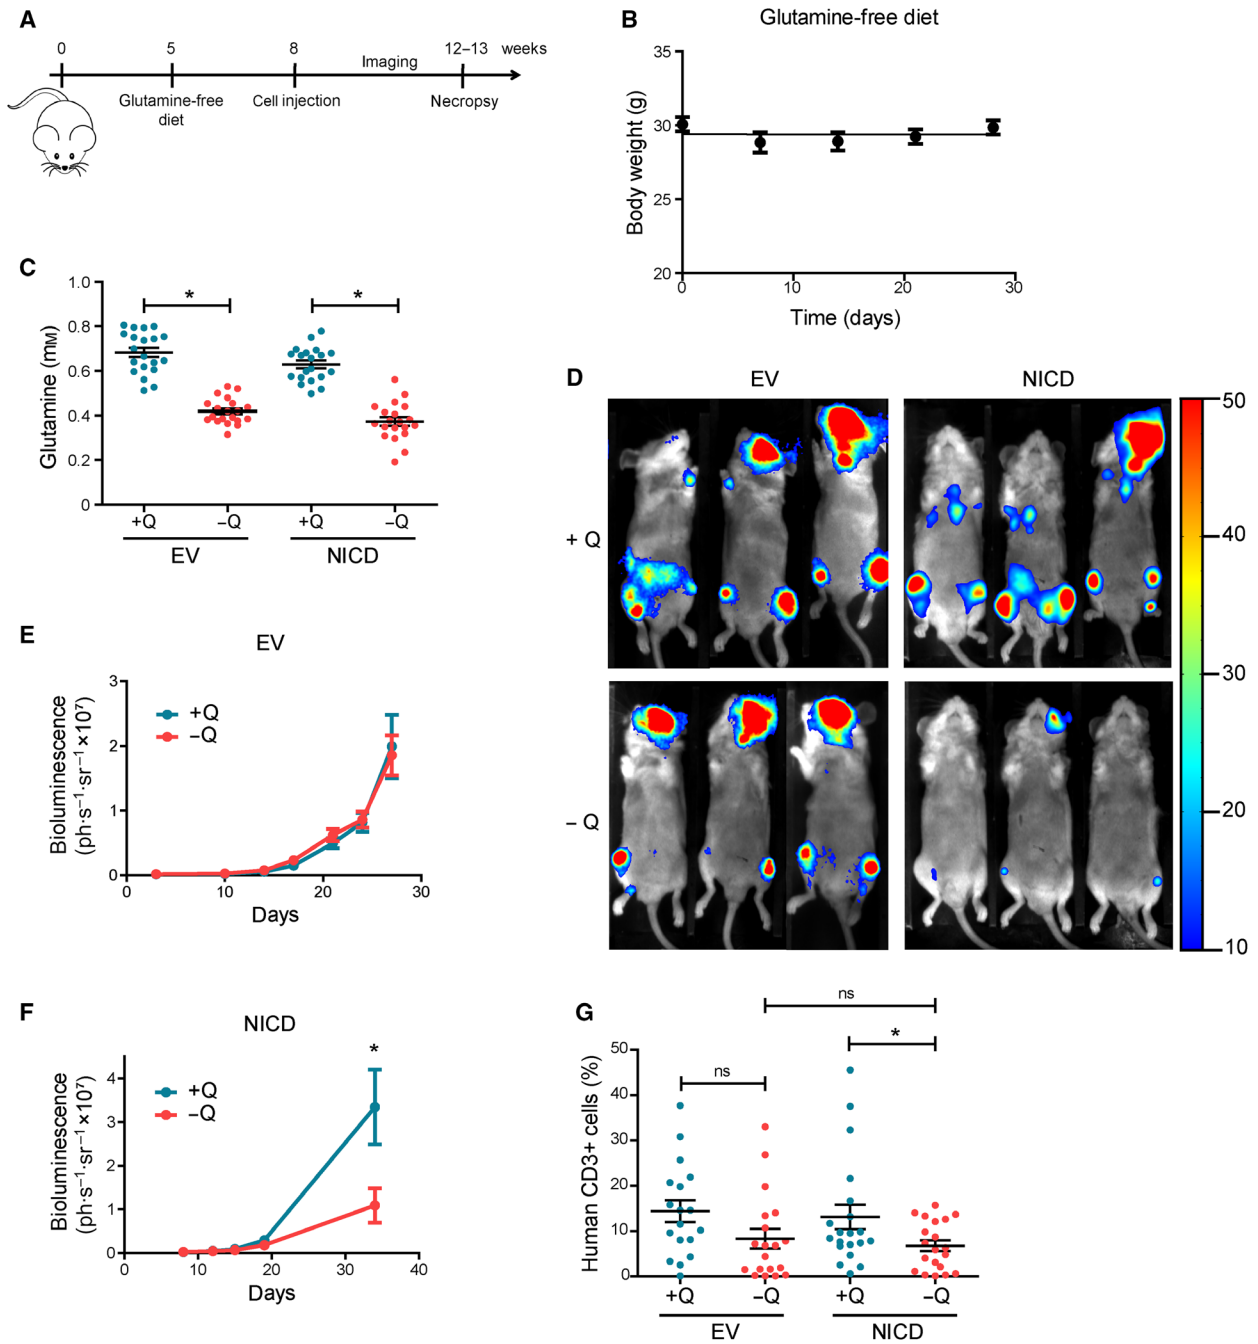 A
0 5 8 12–13 weeks
Imaging
Glutamine-free
diet
Cell injection
Necropsy
B
Glutamine-free diet
Body weight (g)
35
30
25
20
0 10 20 30
Time (days)
C
Glutamine (mM)
1.0
0.8
0.6
0.4
0.2
0
* *
+Q –Q +Q –Q
EV NICD
D
EV NICD
+ Q
– Q
50
40
30
20
10
E
EV
Bioluminescence
(ph·s⁻¹·sr⁻¹ ×10⁷)
3
2
1
0
+Q
–Q
0 10 20 30
Days
F
NICD
Bioluminescence
(ph·s⁻¹·sr⁻¹ ×10⁷)
4
3
2
1
0
+Q
–Q
*
0 10 20 30 40
Days
G
Human CD3+ cells (%)
50
40
30
20
10
0
ns
ns
*
+Q –Q +Q –Q
EV NICD